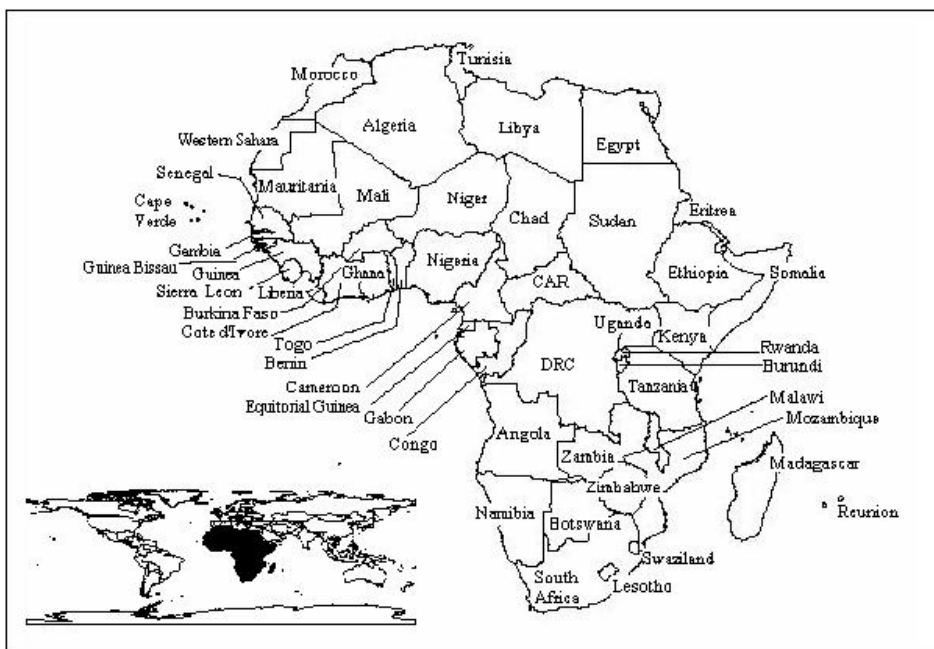 Tunisia
Morocco
Algeria
Libya
Egypt
Western Sahara
Senegal
Mauritania
Mali
Niger
Chad
Sudan
Eritrea
Cape
Verde
Gambia
Guinea Bissau
Guinea
Sierra Leon
Liberia
Ghana
Nigeria
Ethiopia
Somalia
CAR
Burkina Faso
Cote d'Ivore
Togo
Benin
Uganda
Kenya
Rwanda
Burundi
Cameroon
Equitorial Guinea
Gabon
Congo
DRC
Tanzania
Malawi
Mozambique
Angola
Zambia
Madagascar
Zimbabwe
Namibia
Botswana
Reunion
Swaziland
South
Africa
Lesotho